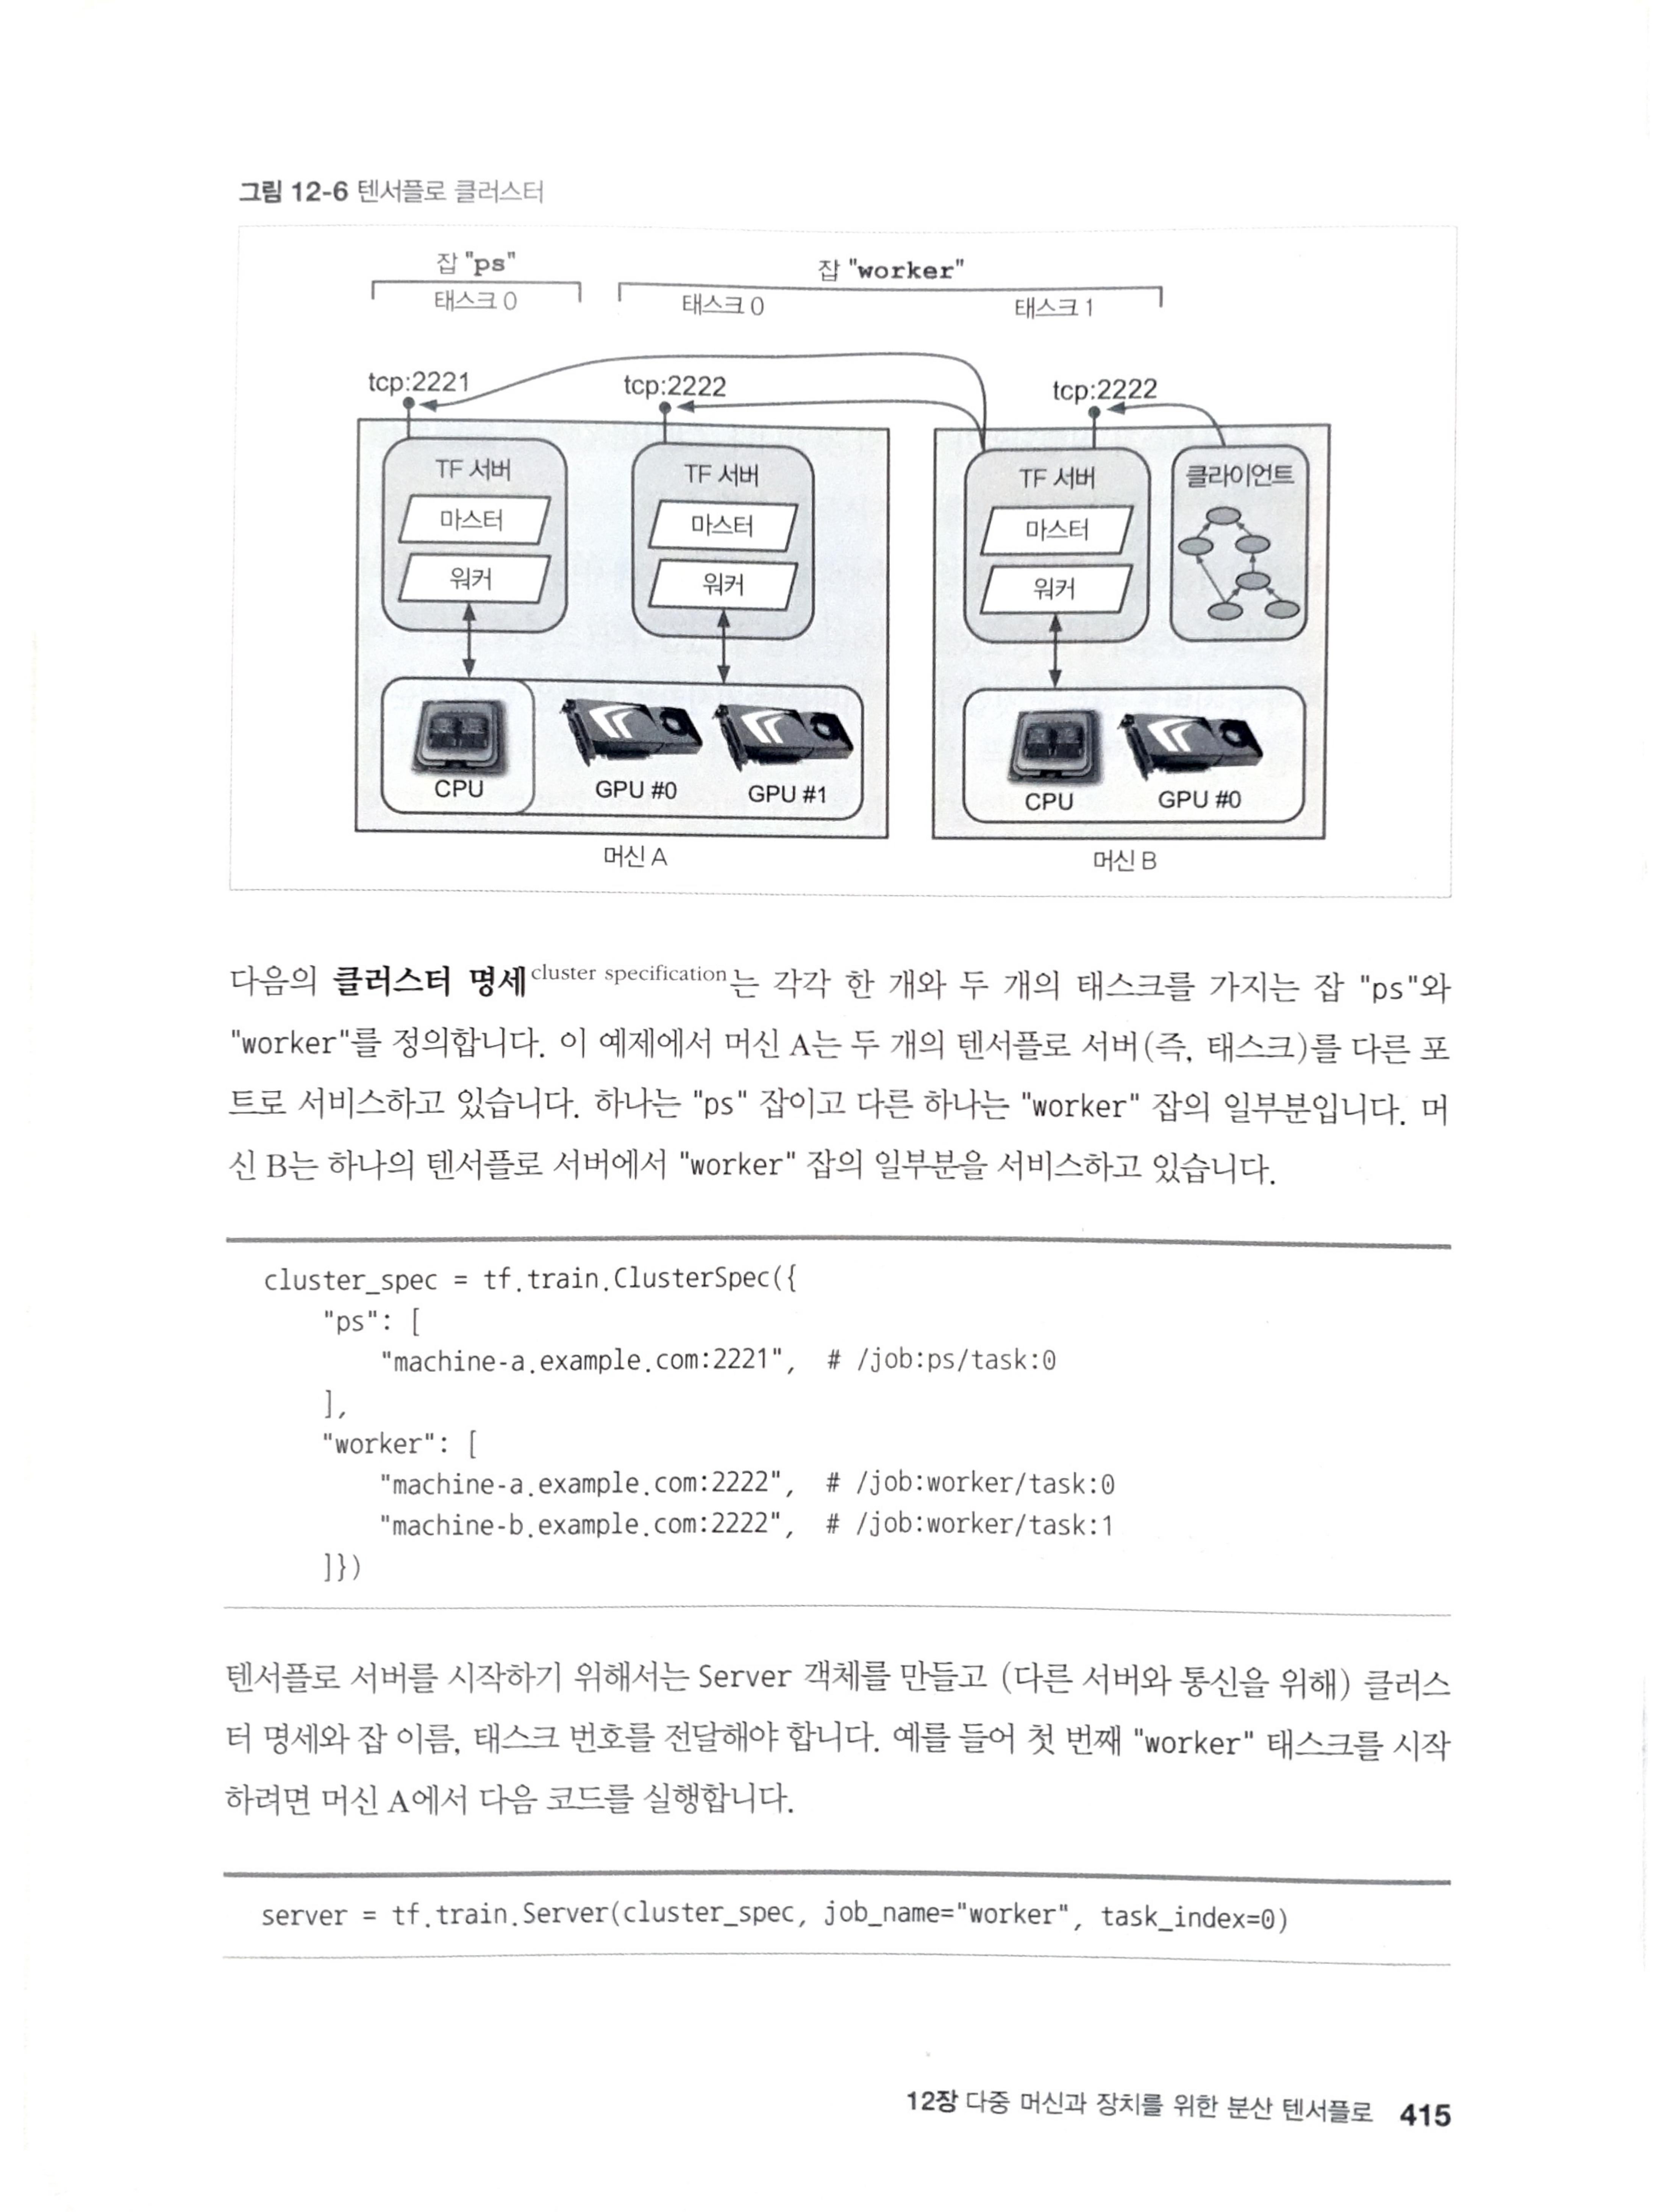 그림 12-6 텐서플로 클러스터
잡 "ps"
잡 "worker"
태스크 0
태스크 0
태스크 1
tcp:2221
tcp:2222
tcp:2222
TF 서버
마스터
워커
TF 서버
마스터
워커
TF 서버
마스터
워커
클라이언트
CPU
GPU #0
GPU #1
CPU
GPU #0
머신 A
머신 B
다음의 클러스터 명세cluster specification는 각각 한 개와 두 개의 태스크를 가지는 잡 "ps"와
"worker"를 정의합니다. 이 예제에서 머신 A는 두 개의 텐서플로 서버(즉, 태스크)를 다른 포
트로 서비스하고 있습니다. 하나는 "ps" 잡이고 다른 하나는 "worker" 잡의 일부분입니다. 머
신 B는 하나의 텐서플로 서버에서 "worker" 잡의 일부분을 서비스하고 있습니다.
cluster_spec = tf.train.ClusterSpec({
    "ps": [
        "machine-a.example.com:2221",  # /job:ps/task:0
    ],
    "worker": [
        "machine-a.example.com:2222",  # /job:worker/task:0
        "machine-b.example.com:2222",  # /job:worker/task:1
    ]})
텐서플로 서버를 시작하기 위해서는 Server 객체를 만들고 (다른 서버와 통신을 위해) 클러스
터 명세와 잡 이름, 태스크 번호를 전달해야 합니다. 예를 들어 첫 번째 "worker" 태스크를 시작
하려면 머신 A에서 다음 코드를 실행합니다.
server = tf.train.Server(cluster_spec, job_name="worker", task_index=0)
12장 다중 머신과 장치를 위한 분산 텐서플로 415